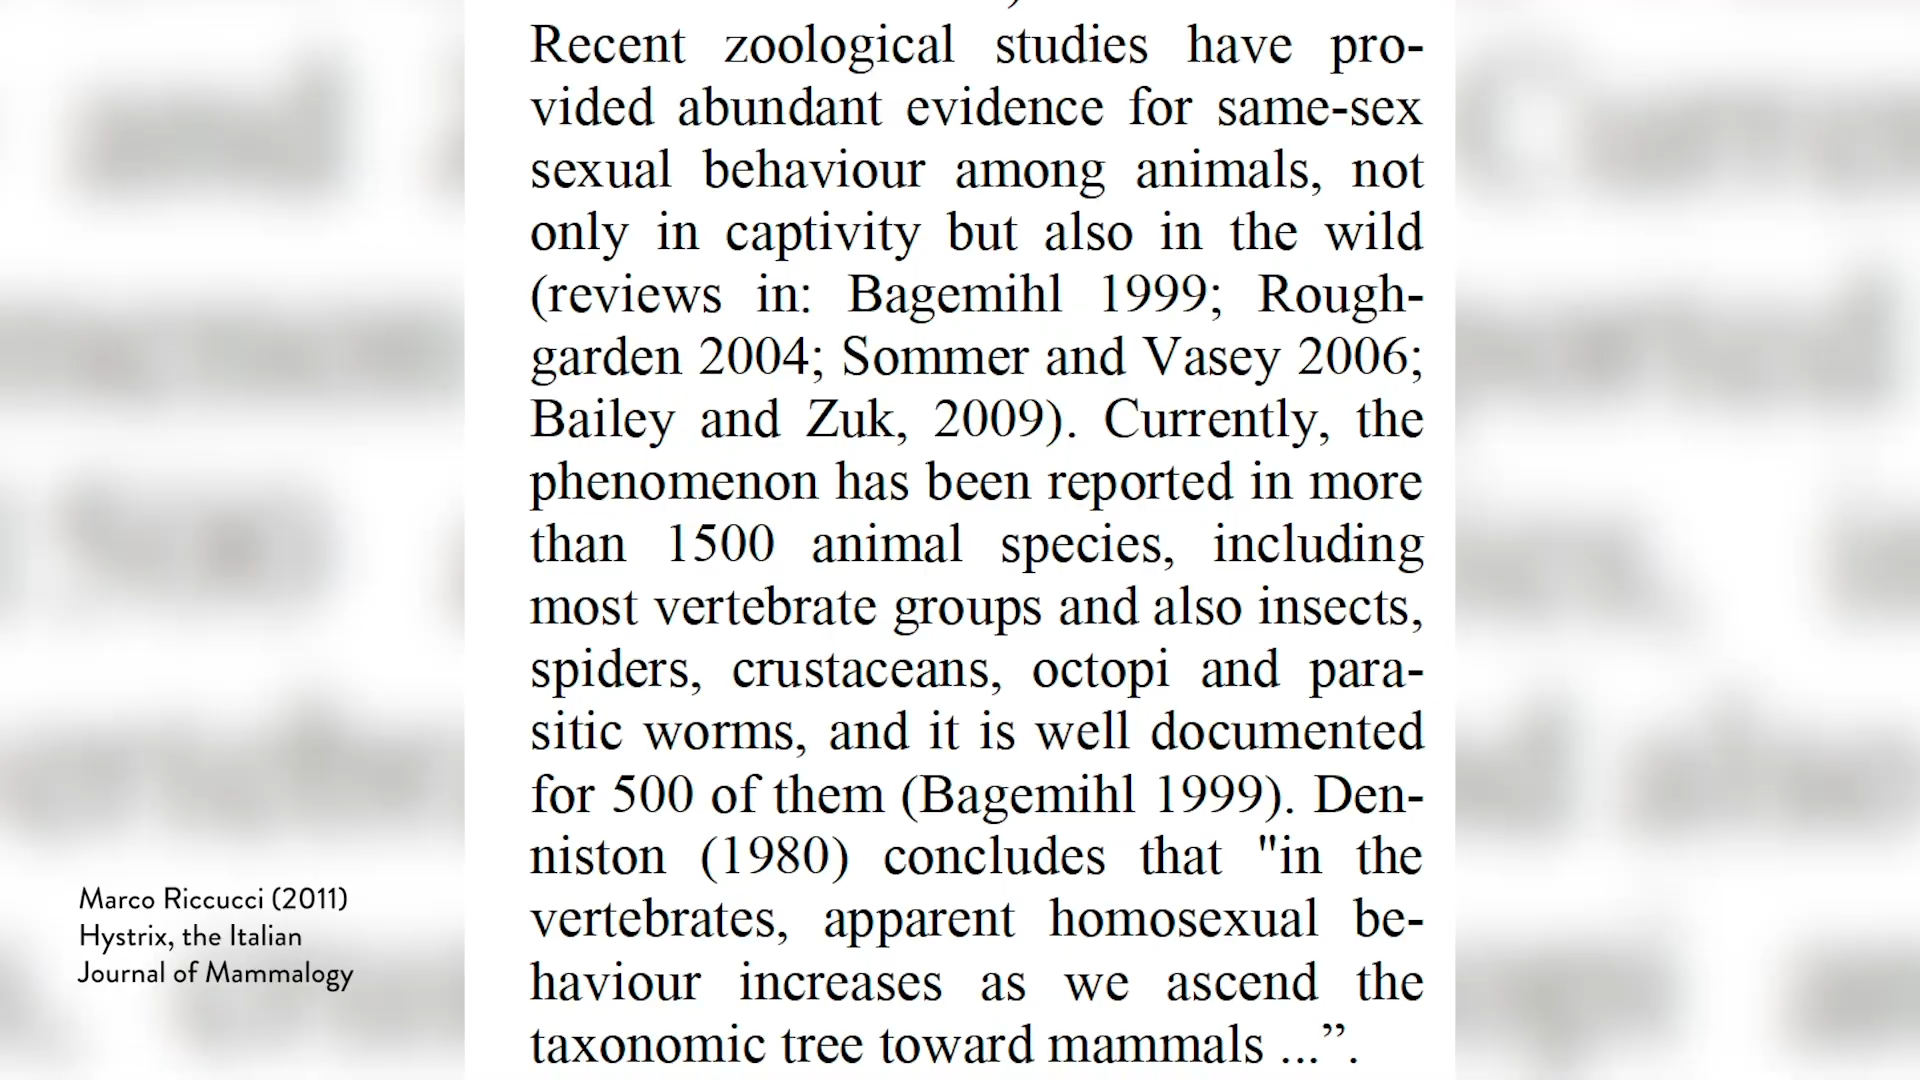 Recent zoological studies have pro-
vided abundant evidence for same-sex
sexual behaviour among animals, not
only in captivity but also in the wild
(reviews in: Bagemihl 1999; Rough-
garden 2004; Sommer and Vasey 2006;
Bailey and Zuk, 2009). Currently, the
phenomenon has been reported in more
than 1500 animal species, including
most vertebrate groups and also insects,
spiders, crustaceans, octopi and para-
sitic worms, and it is well documented
for 500 of them (Bagemihl 1999). Den-
niston (1980) concludes that "in the
vertebrates, apparent homosexual be-
haviour increases as we ascend the
taxonomic tree toward mammals ...”.
Marco Riccucci (2011)
Hystrix, the Italian
Journal of Mammalogy